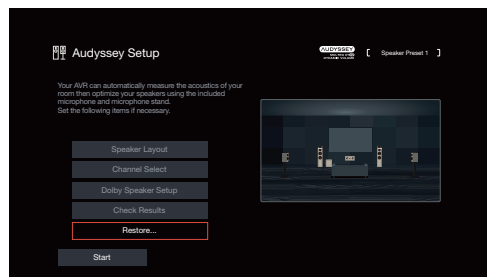 Audyssey Setup
AUDYSSEY
[ Speaker Preset 1 ]
Your AVR can automatically measure the acoustics of your
room then optimize your speakers using the included
microphone and microphone stand.
Set the following items if necessary.
Speaker Layout
Channel Select
Dolby Speaker Setup
Check Results
Restore...
Start